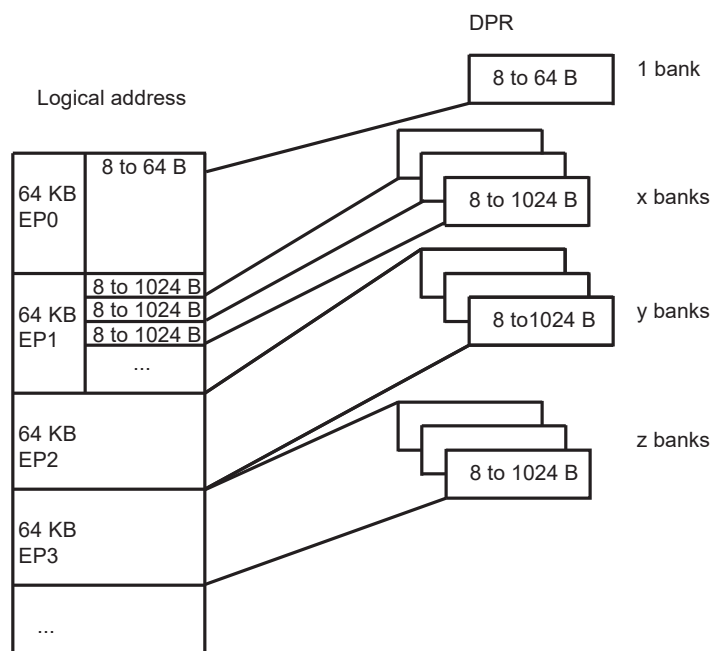 DPR
8 to 64 B
1 bank
Logical address
8 to 64 B
64 KB
EP0
8 to 1024 B
x banks
64 KB
EP1
8 to 1024 B
8 to 1024 B
8 to 1024 B
...
8 to1024 B
y banks
64 KB
EP2
8 to 1024 B
z banks
64 KB
EP3
...